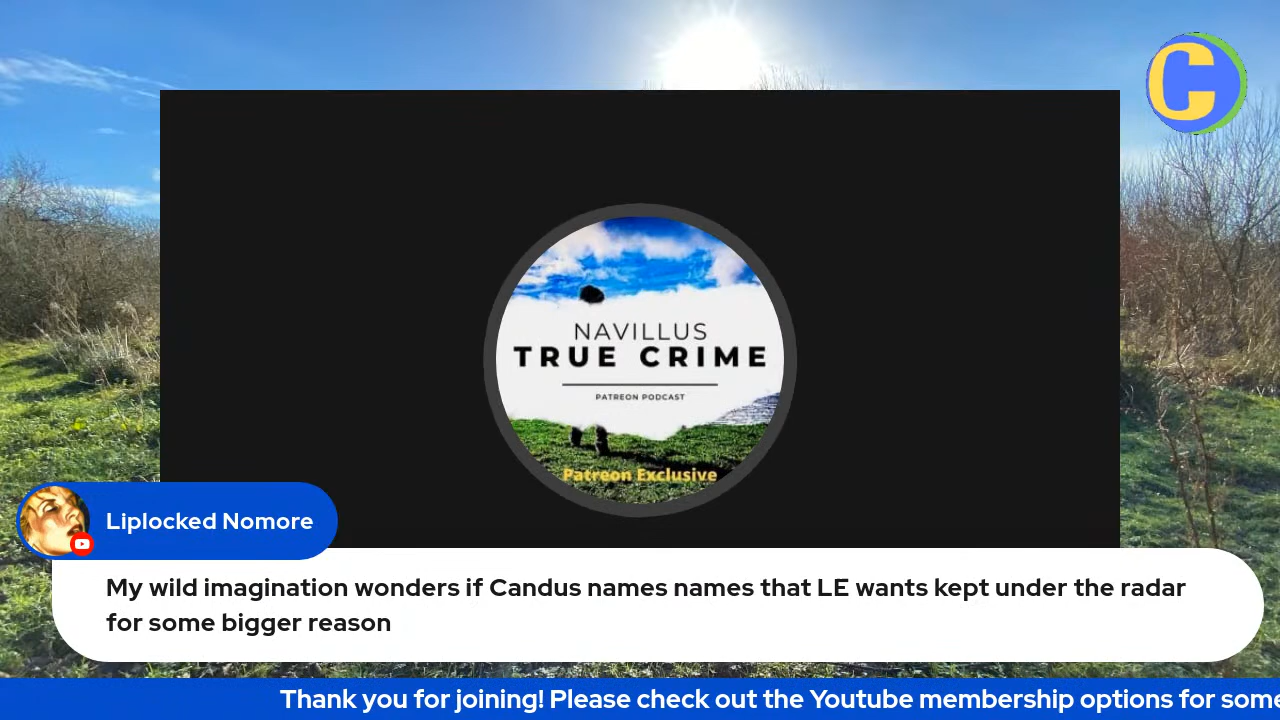 C
NAVILLUS
TRUE CRIME
PATREON PODCAST
Patreon Exclusive
Liplocked Nomore
My wild imagination wonders if Candus names names that LE wants kept under the radar
for some bigger reason
Thank you for joining! Please check out the Youtube membership options for some